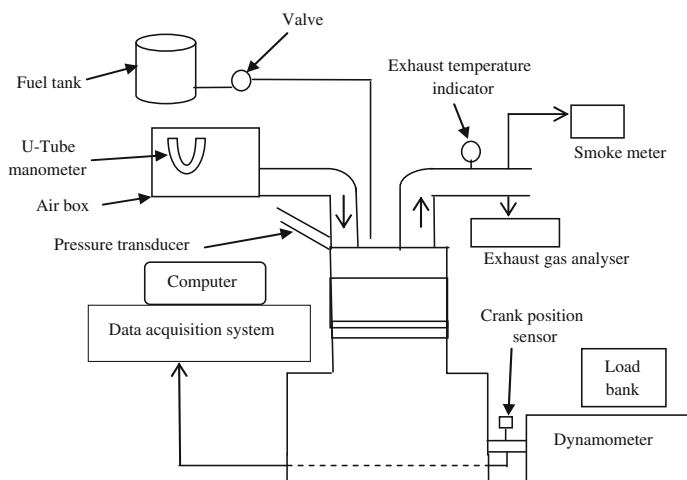 Valve
Fuel tank
Exhaust temperature
indicator
U-Tube
manometer
Smoke meter
Air box
Pressure transducer
Exhaust gas analyser
Computer
Data acquisition system
Crank position
sensor
Load
bank
Dynamometer